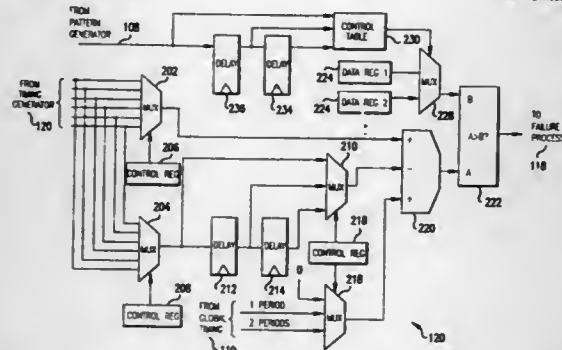 FROM
PATTERN
GENERATOR
108
CONTROL
TABLE
230
DELAY
236
DELAY
234
224
DATA REG 1
224
DATA REG 2
MUX
228
FROM
TIMING
GENERATOR
120
202
MUX
206
CONTROL REG
204
MUX
208
CONTROL REG
DELAY
212
DELAY
214
210
MUX
218
CONTROL REG
0
216
MUX
FROM
GLOBAL
TIMING
110
1 PERIOD
2 PERIODS
+
-
+
220
B
A>B?
A
222
TO
FAILURE
PROCESS
118
120